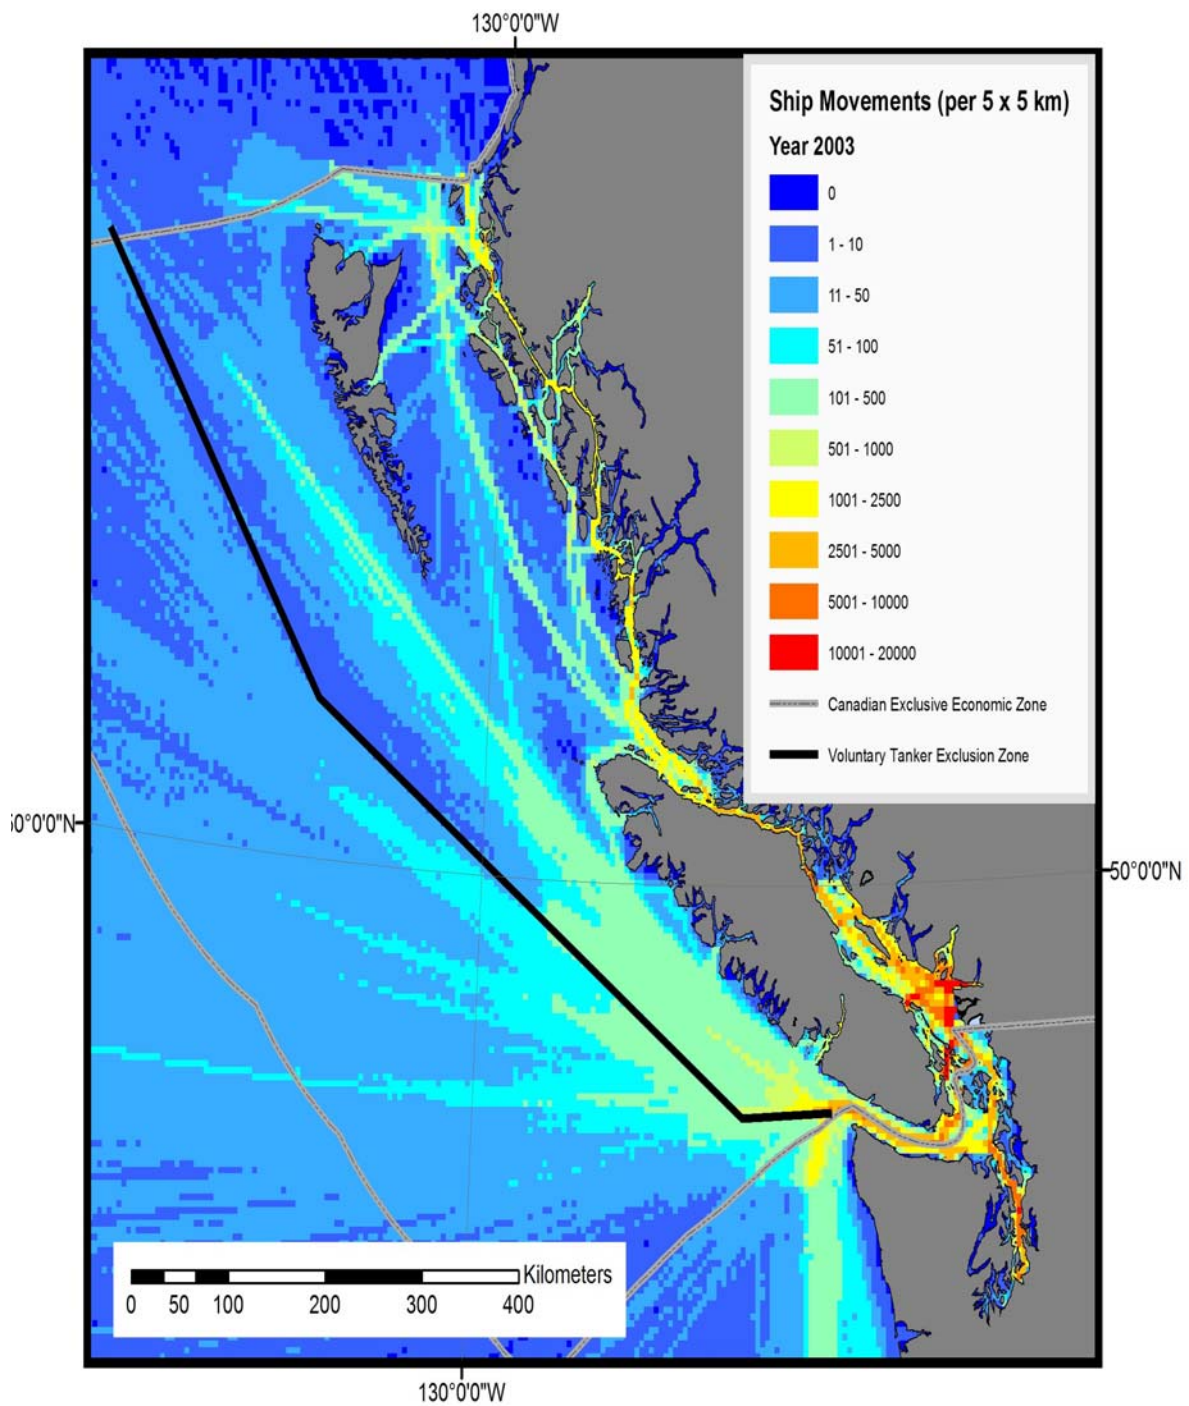 130°0'0"W
Ship Movements (per 5 x 5 km)
Year 2003
0
1 - 10
11 - 50
51 - 100
101 - 500
501 - 1000
1001 - 2500
2501 - 5000
5001 - 10000
10001 - 20000
Canadian Exclusive Economic Zone
Voluntary Tanker Exclusion Zone
0°0'0"N
50°0'0"N
Kilometers
0 50 100 200 300 400
130°0'0"W